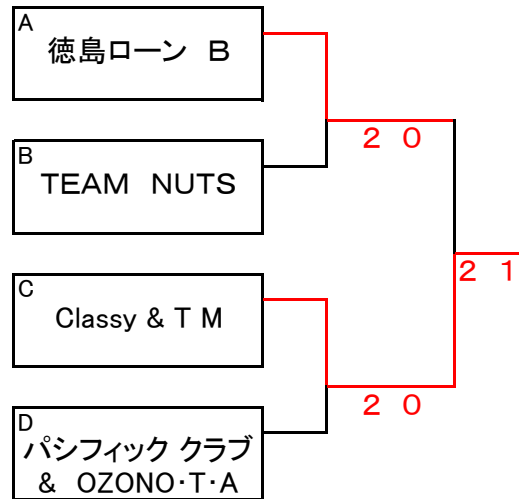 A
徳島ローン B
2 0
B
TEAM NUTS
2 1
C
Classy & T M
2 0
D
パシフィック クラブ
& OZONO・T・A